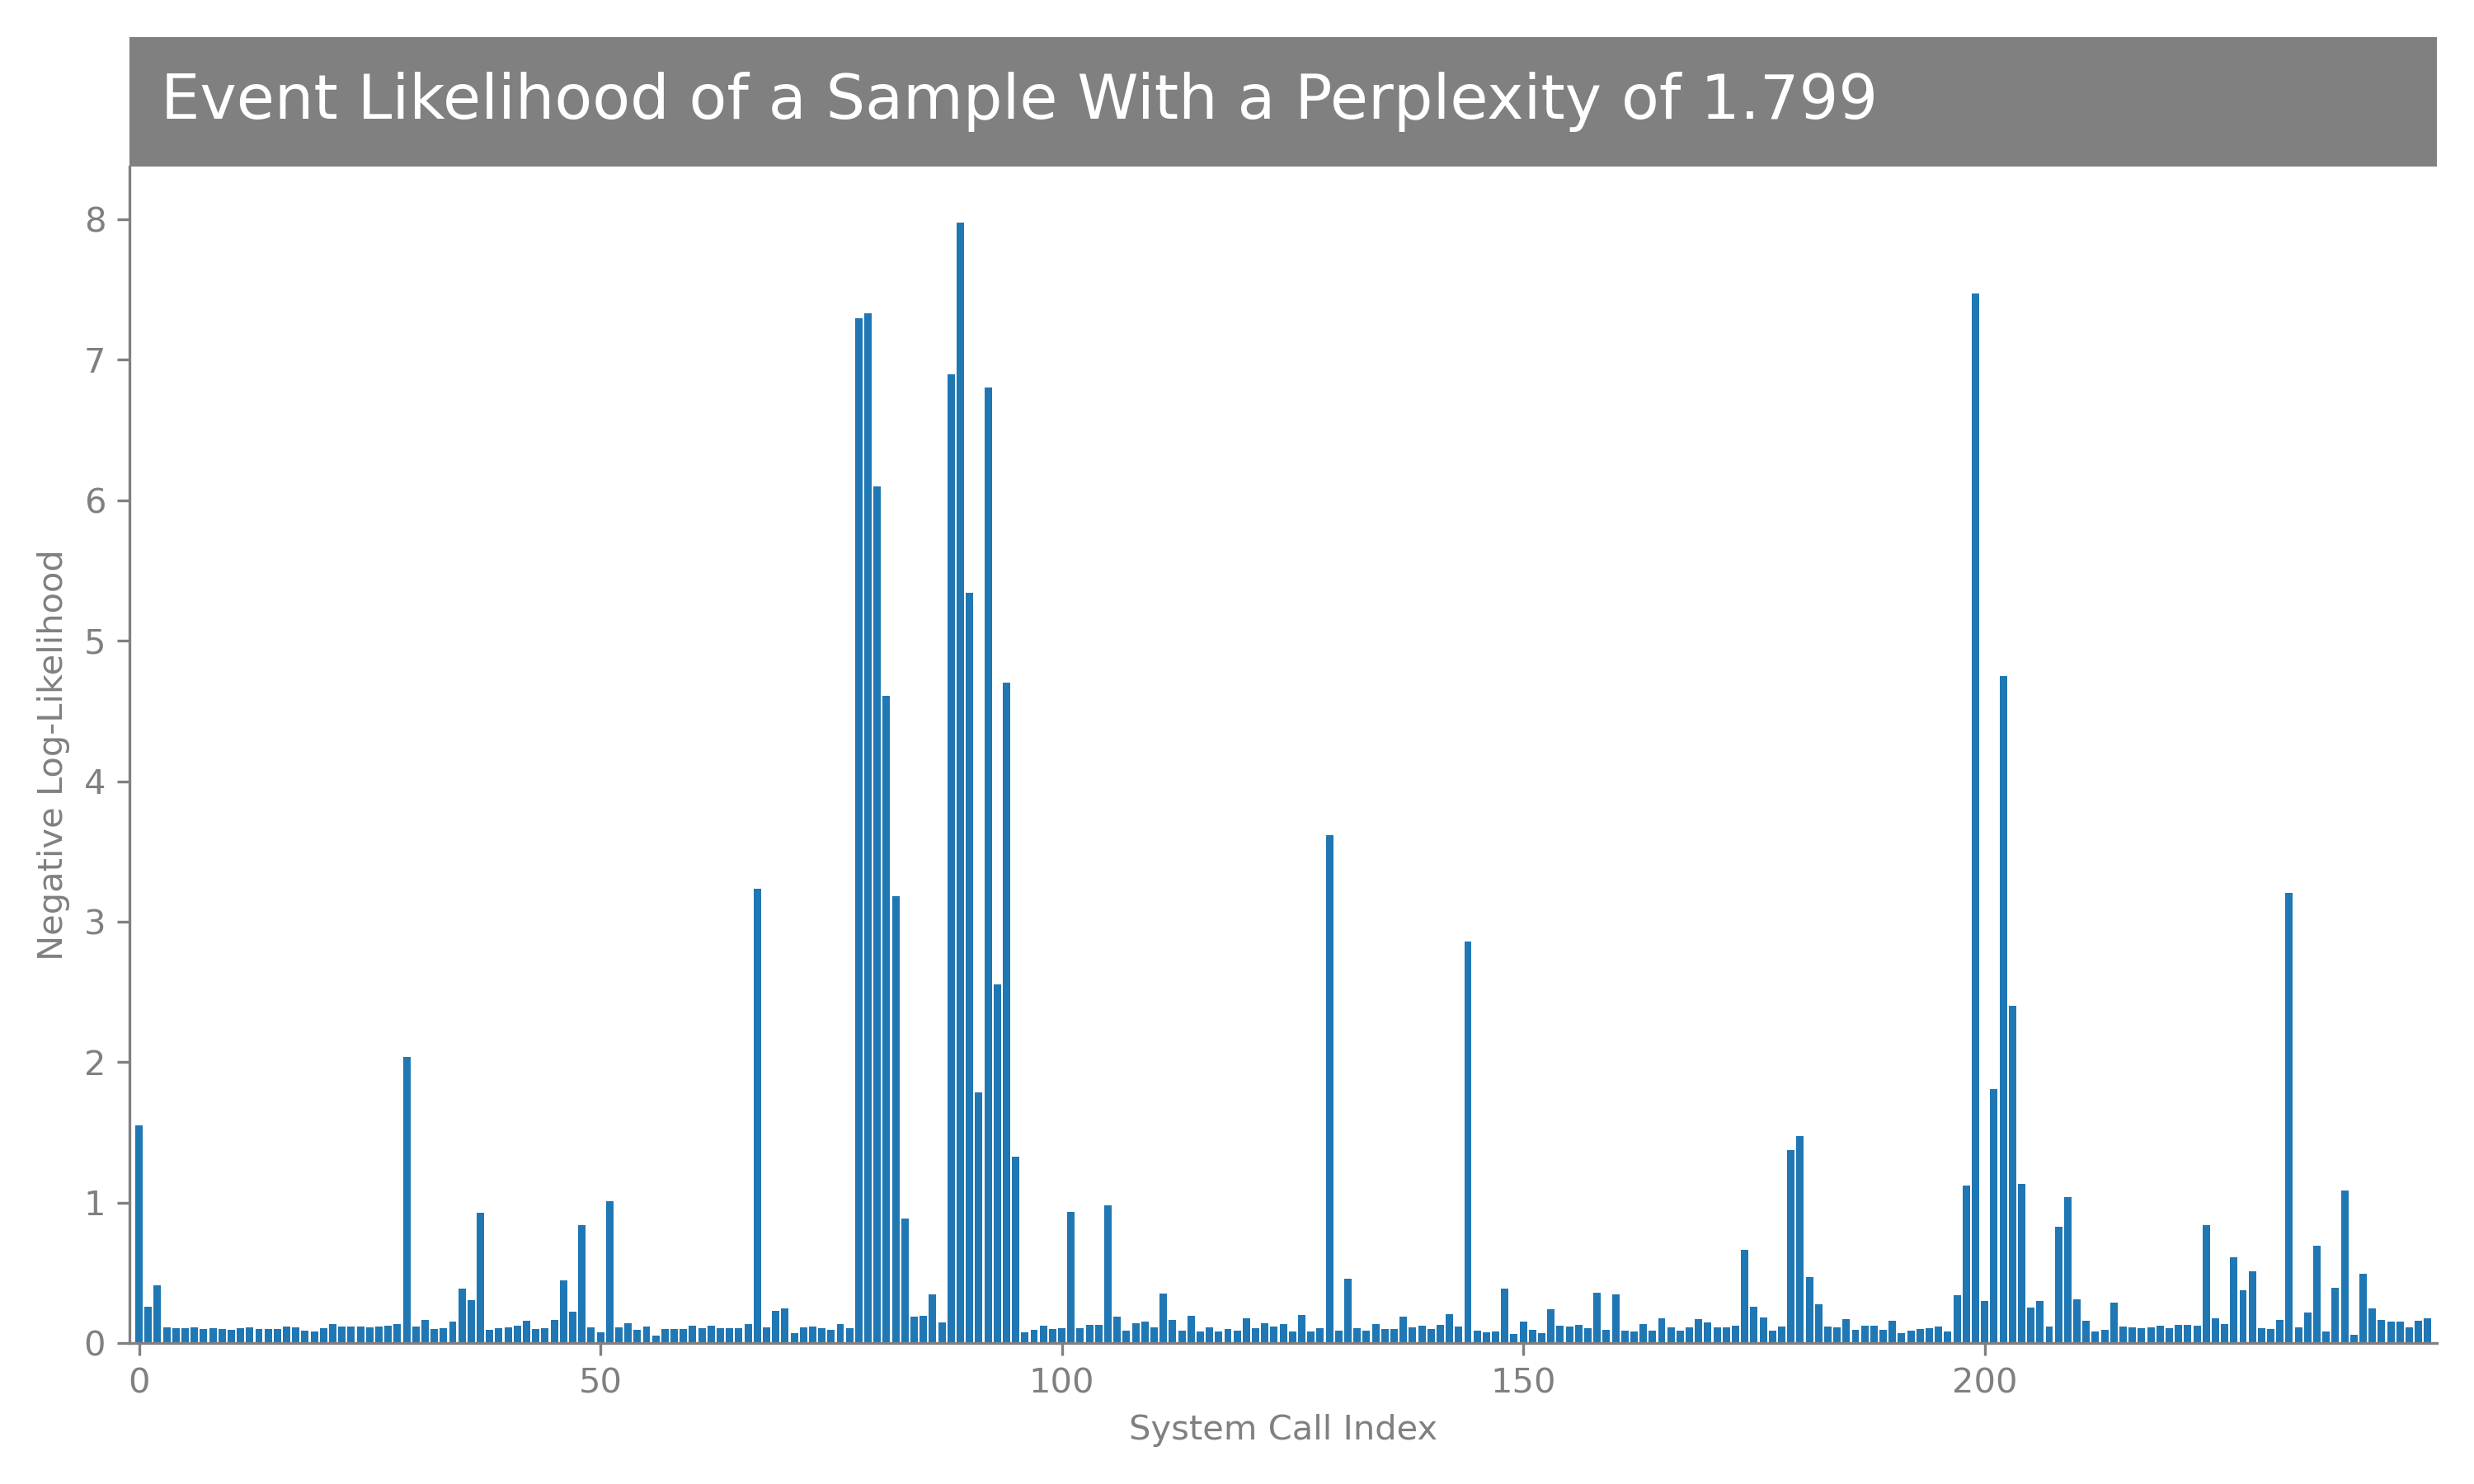 Event Likelihood of a Sample With a Perplexity of 1.799
8
7
6
5
4
3
2
1
0
Negative Log-Likelihood
0 50 100 150 200
System Call Index